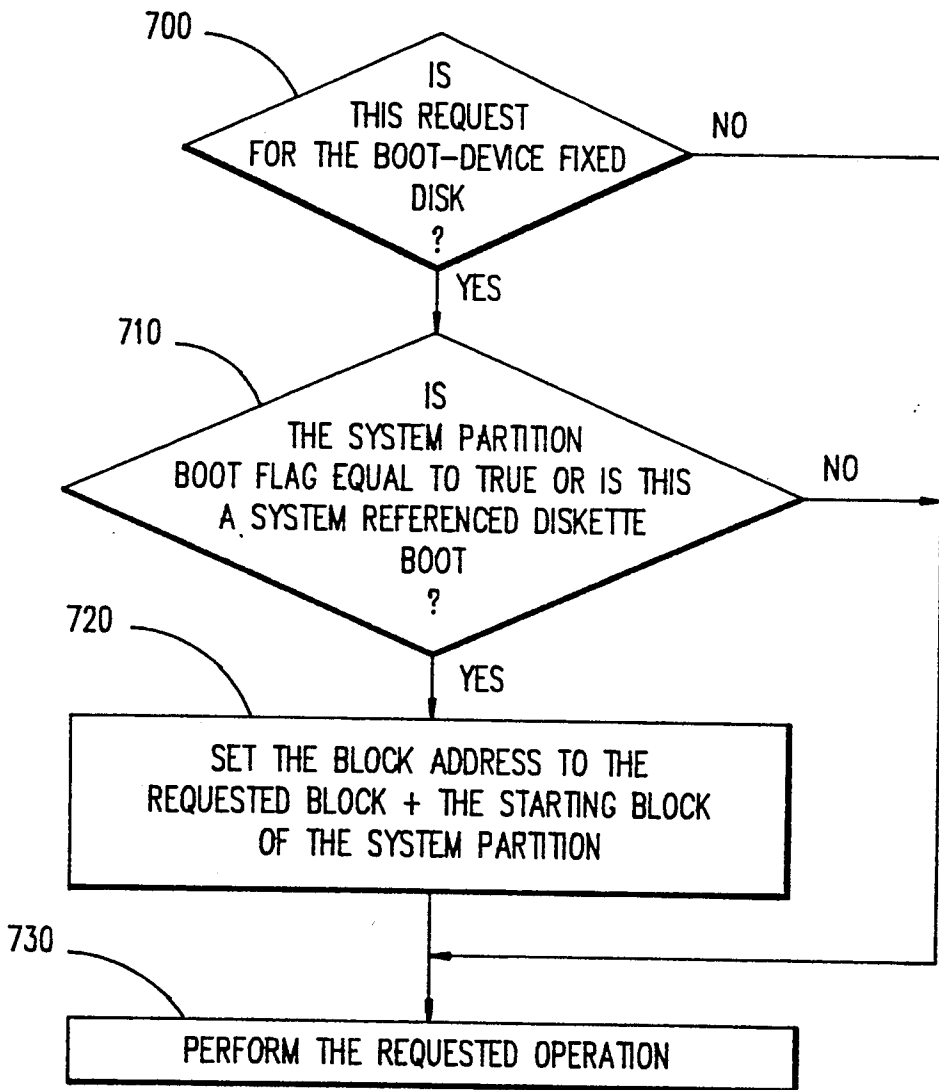 700
IS
THIS REQUEST
FOR THE BOOT-DEVICE FIXED
DISK
?
NO
YES
710
IS
THE SYSTEM PARTITION
BOOT FLAG EQUAL TO TRUE OR IS THIS
A SYSTEM REFERENCED DISKETTE
BOOT
?
NO
YES
720
SET THE BLOCK ADDRESS TO THE
REQUESTED BLOCK + THE STARTING BLOCK
OF THE SYSTEM PARTITION
730
PERFORM THE REQUESTED OPERATION